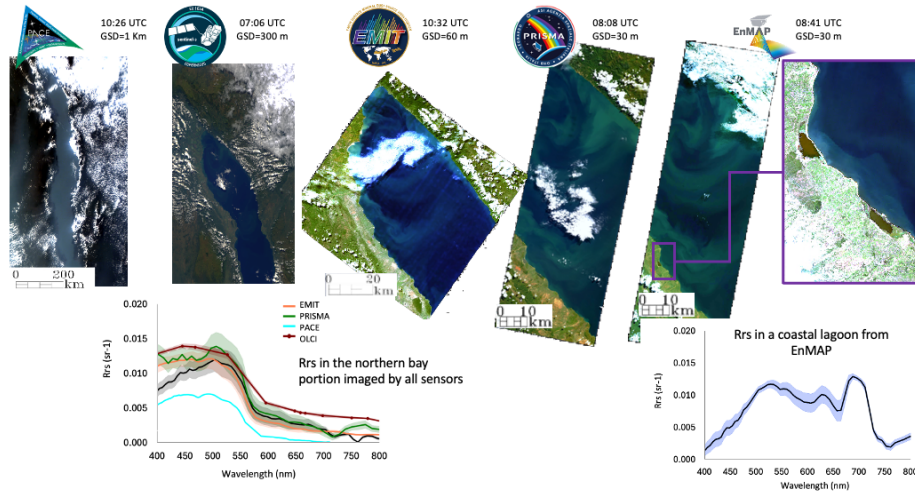 PACE
10:26 UTC
GSD=1 Km
sentinel 3
COPERNICUS
07:06 UTC
GSD=300 m
EMIT
10:32 UTC
GSD=60 m
PRISMA
08:08 UTC
GSD=30 m
EnMAP
08:41 UTC
GSD=30 m
0 200
km
0 20
km
0 10
km
0 10
km
EMIT
PRISMA
PACE
OLCI
Rrs in the northern bay
portion imaged by all sensors
Rrs (sr-1)
0.020
0.015
0.010
0.005
0.000
400 450 500 550 600 650 700 750 800
Wavelength (nm)
Rrs in a coastal lagoon from
EnMAP
Rrs (sr-1)
0.020
0.015
0.010
0.005
0.000
400 450 500 550 600 650 700 750 800
Wavelength (nm)